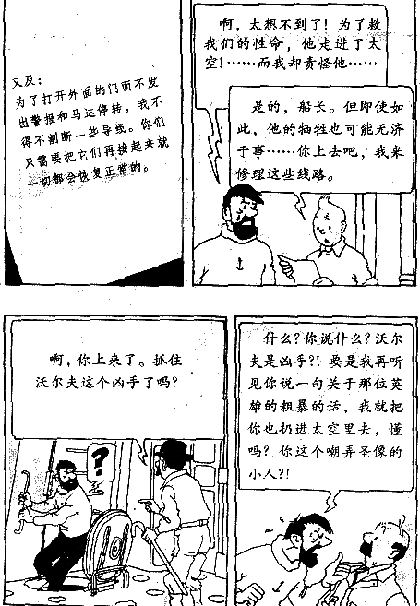 又及:
为了打开外面的门而不发
出警报和马达停转,我不
得不割断一些导线。你们
只需要把它们再接起来就
一切都会恢复正常的。
啊,太想不到了!为了救
我们的性命,他走进了太
空!……而我却责怪他……
是的,船长。但即使如
此,他的牺牲也可能无济
于事……你上去吧,我来
修理这些线路。
啊,你上来了。抓住
沃尔夫这个凶手了吗?
?
什么?你说什么?沃尔
夫是凶手?!要是我再听
见你说一句关于那位英
雄的粗暴的话,我就把
你也扔进太空里去,懂
吗?你这个嘲弄圣像的
小人?!